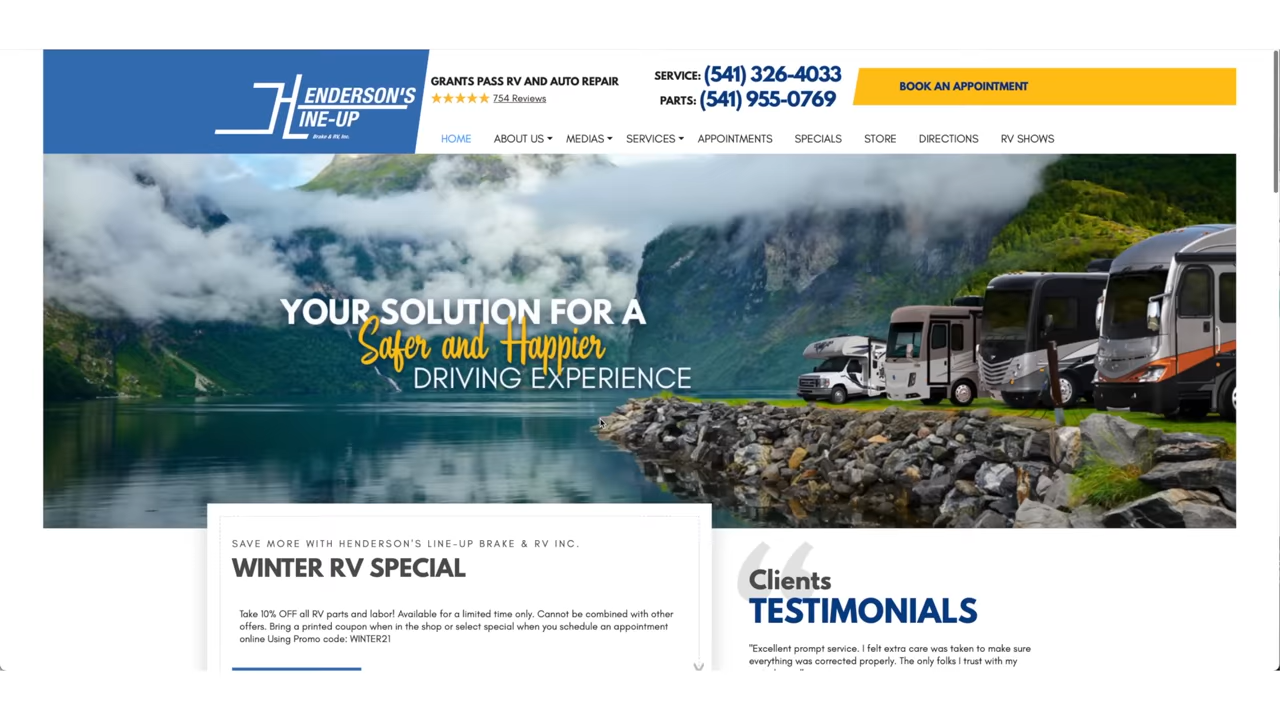 HENDERSON'S
LINE-UP
Brake & RV, Inc.
GRANTS PASS RV AND AUTO REPAIR
754 Reviews
SERVICE: (541) 326-4033
PARTS: (541) 955-0769
BOOK AN APPOINTMENT
HOME ABOUT US MEDIAS SERVICES APPOINTMENTS SPECIALS STORE DIRECTIONS RV SHOWS
YOUR SOLUTION FOR A
Safer and Happier
DRIVING EXPERIENCE
SAVE MORE WITH HENDERSON'S LINE-UP BRAKE & RV INC.
WINTER RV SPECIAL
Take 10% OFF all RV parts and labor! Available for a limited time only. Cannot be combined with other
offers. Bring a printed coupon when in the shop or select special when you schedule an appointment
online Using Promo code: WINTER21
Clients
TESTIMONIALS
"Excellent prompt service. I felt extra care was taken to make sure
everything was corrected properly. The only folks I trust with my